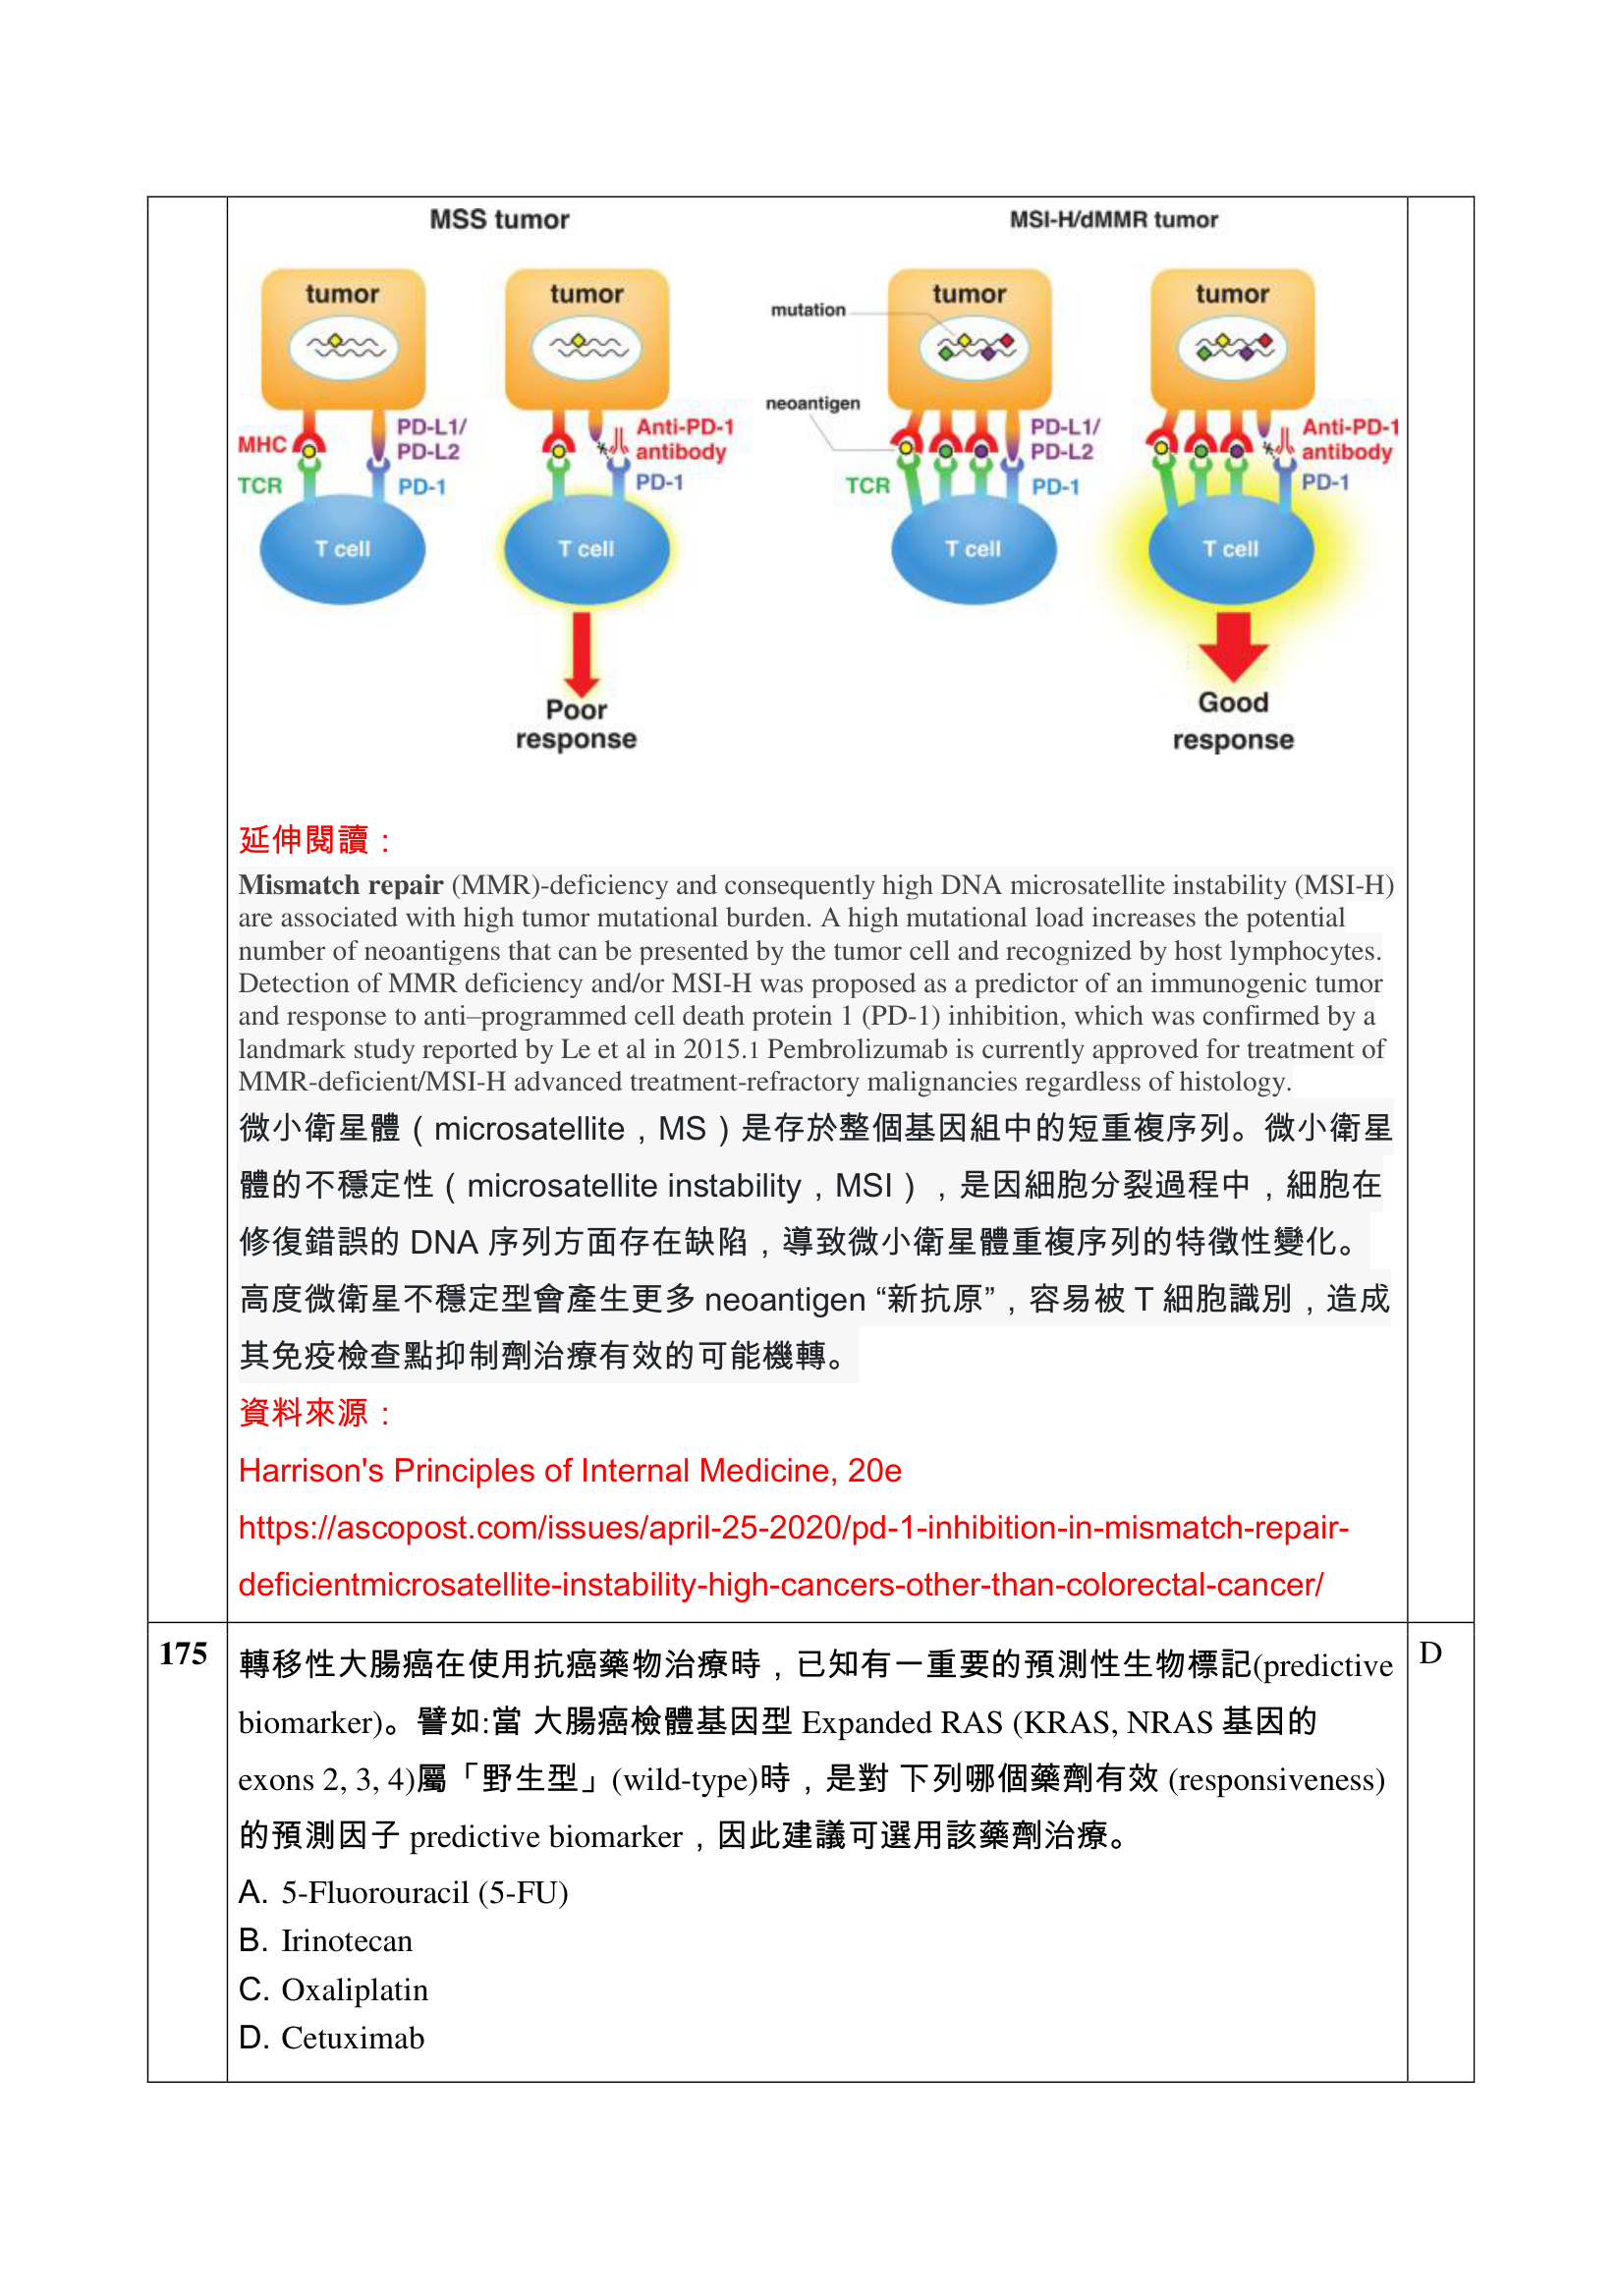 MSS tumor
MSI-H/dMMR tumor
tumor
tumor
mutation
tumor
tumor
neoantigen
MHC
PD-L1/
PD-L2
Anti-PD-1
antibody
TCR
PD-1
PD-1
PD-L1/
PD-L2
Anti-PD-1
antibody
TCR
PD-1
PD-1
T cell
T cell
T cell
T cell
Poor
response
Good
response
延伸閱讀：
Mismatch repair (MMR)-deficiency and consequently high DNA microsatellite instability (MSI-H)
are associated with high tumor mutational burden. A high mutational load increases the potential
number of neoantigens that can be presented by the tumor cell and recognized by host lymphocytes.
Detection of MMR deficiency and/or MSI-H was proposed as a predictor of an immunogenic tumor
and response to anti–programmed cell death protein 1 (PD-1) inhibition, which was confirmed by a
landmark study reported by Le et al in 2015.1 Pembrolizumab is currently approved for treatment of
MMR-deficient/MSI-H advanced treatment-refractory malignancies regardless of histology.
微小衛星體（microsatellite，MS）是存於整個基因組中的短重複序列。微小衛星
體的不穩定性（microsatellite instability，MSI），是因細胞分裂過程中，細胞在
修復錯誤的 DNA 序列方面存在缺陷，導致微小衛星體重複序列的特徵性變化。
高度微衛星不穩定型會產生更多 neoantigen “新抗原”，容易被 T 細胞識別，造成
其免疫檢查點抑制劑治療有效的可能機轉。
資料來源：
Harrison's Principles of Internal Medicine, 20e
https://ascopost.com/issues/april-25-2020/pd-1-inhibition-in-mismatch-repair-
deficientmicrosatellite-instability-high-cancers-other-than-colorectal-cancer/
175 轉移性大腸癌在使用抗癌藥物治療時，已知有一重要的預測性生物標記(predictive D
biomarker)。譬如:當 大腸癌檢體基因型 Expanded RAS (KRAS, NRAS 基因的
exons 2, 3, 4)屬「野生型」(wild-type)時，是對 下列哪個藥劑有效 (responsiveness)
的預測因子 predictive biomarker，因此建議可選用該藥劑治療。
A. 5-Fluorouracil (5-FU)
B. Irinotecan
C. Oxaliplatin
D. Cetuximab